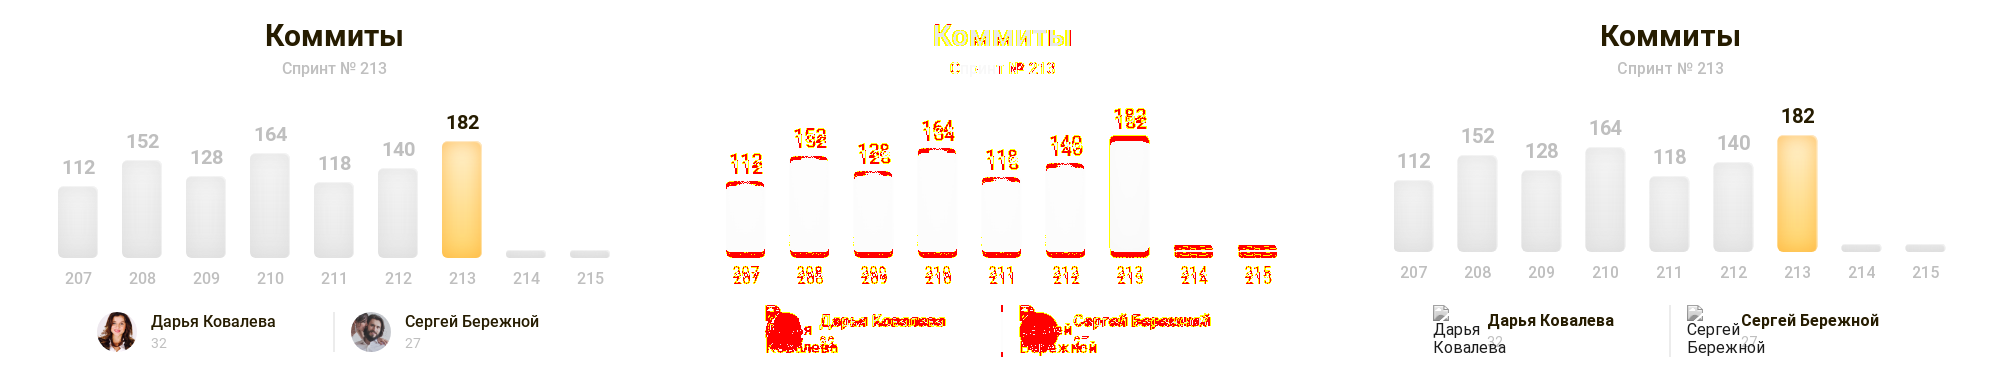 Коммиты
Спринт № 213
112 152 128 164 118 140 182
207 208 209 210 211 212 213 214 215
Дарья Ковалева
32
Сергей Бережной
27
Коммиты
Спринт № 213
112 152 128 164 118 140 182
207 208 209 210 211 212 213 214 215
Дарья Ковалева
Сергей Бережной
Коммиты
Спринт № 213
112 152 128 164 118 140 182
207 208 209 210 211 212 213 214 215
Дарья Ковалева
Дарья Ковалева
32
Сергей Бережной
Сергей Бережной
27